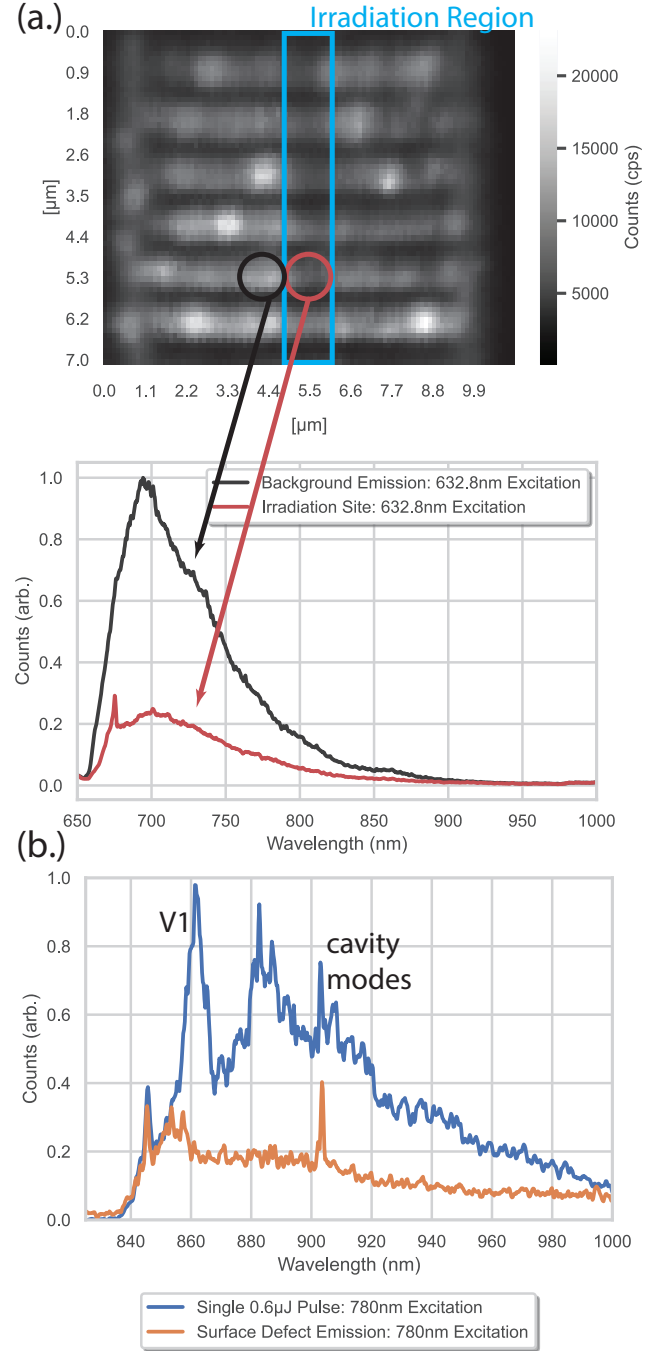 (a.)
Irradiation Region
0.0
0.9
1.8
2.6
3.5
4.4
5.3
6.2
7.0
[μm]
0.0 1.1 2.2 3.3 4.4 5.5 6.6 7.7 8.8 9.9
[μm]
20000
15000
10000
5000
Counts (cps)
1.0
0.8
0.6
0.4
0.2
0.0
Counts (arb.)
Background Emission: 632.8nm Excitation
Irradiation Site: 632.8nm Excitation
650 700 750 800 850 900 950 1000
Wavelength (nm)
(b.)
1.0
0.8
0.6
0.4
0.2
0.0
Counts (arb.)
V1
cavity
modes
840 860 880 900 920 940 960 980 1000
Wavelength (nm)
Single 0.6μJ Pulse: 780nm Excitation
Surface Defect Emission: 780nm Excitation